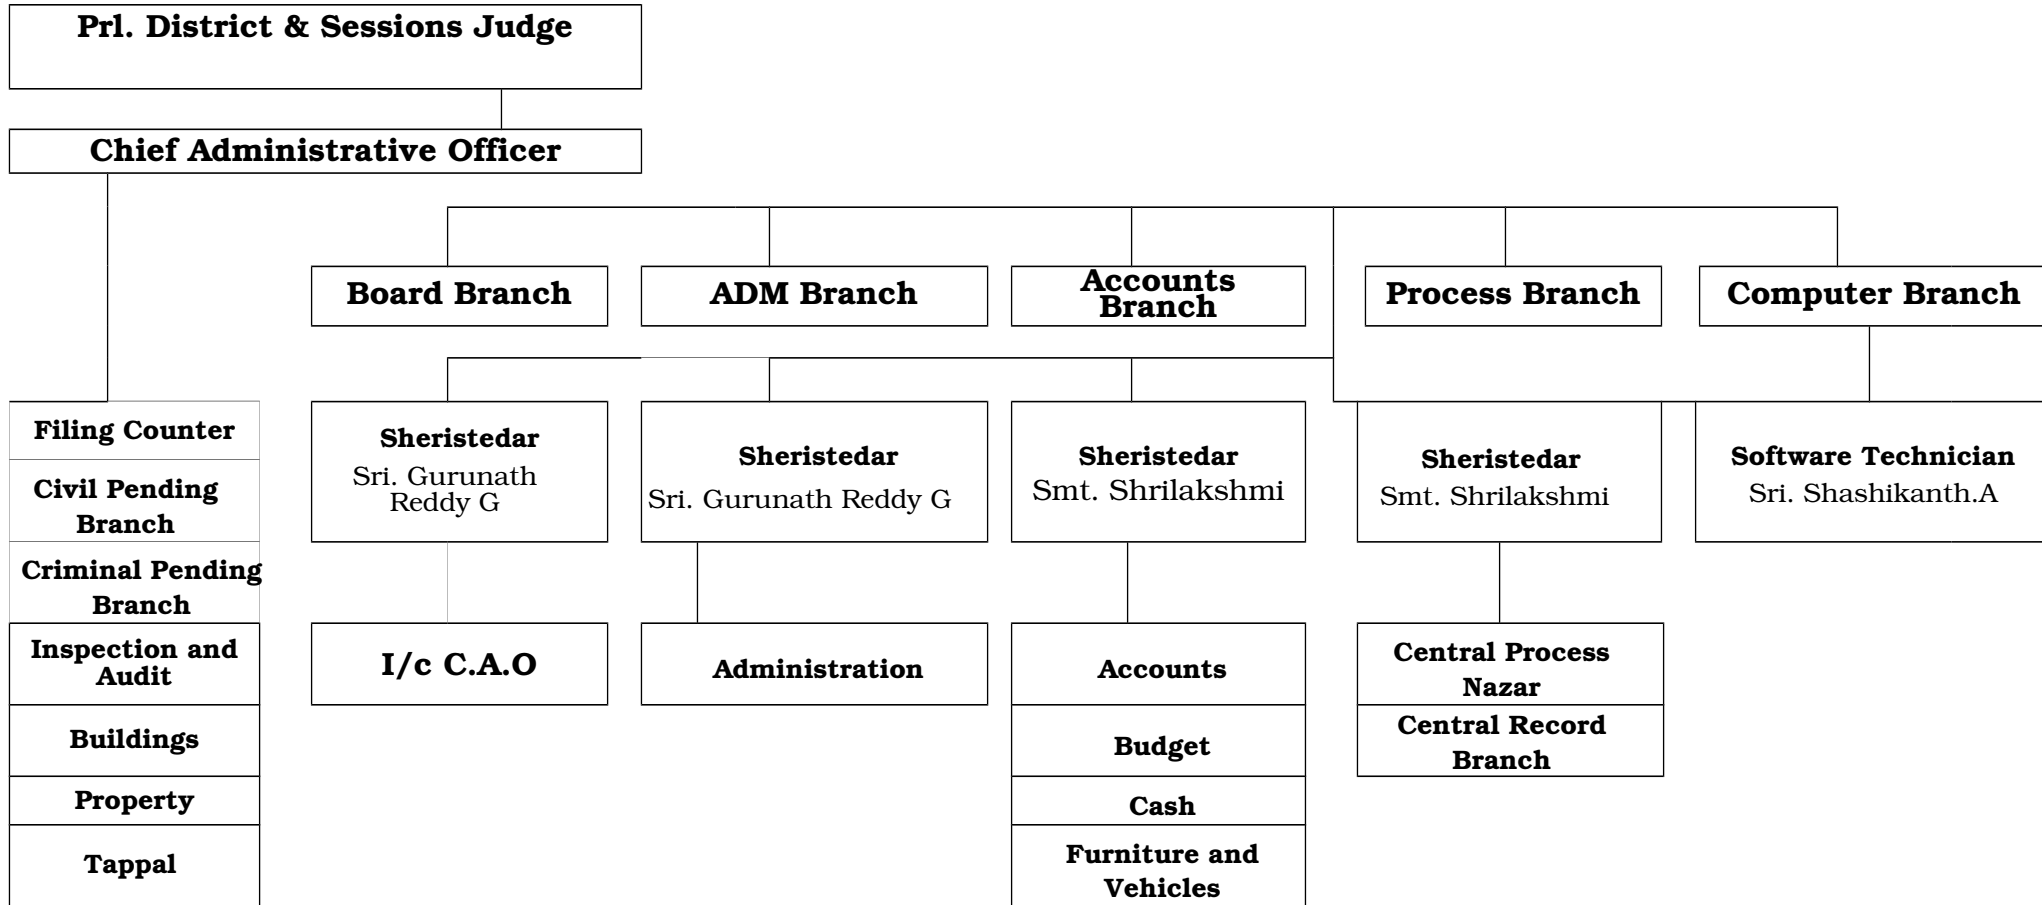 Prl. District & Sessions Judge
Chief Administrative Officer
Board Branch
ADM Branch
Accounts
Branch
Process Branch
Computer Branch
Filing Counter
Civil Pending
Branch
Criminal Pending
Branch
Inspection and
Audit
Buildings
Property
Tappal
Sheristedar
Sri. Gurunath
Reddy G
I/c C.A.O
Sheristedar
Sri. Gurunath Reddy G
Administration
Sheristedar
Smt. Shrilakshmi
Accounts
Budget
Cash
Furniture and
Vehicles
Sheristedar
Smt. Shrilakshmi
Central Process
Nazar
Central Record
Branch
Software Technician
Sri. Shashikanth.A